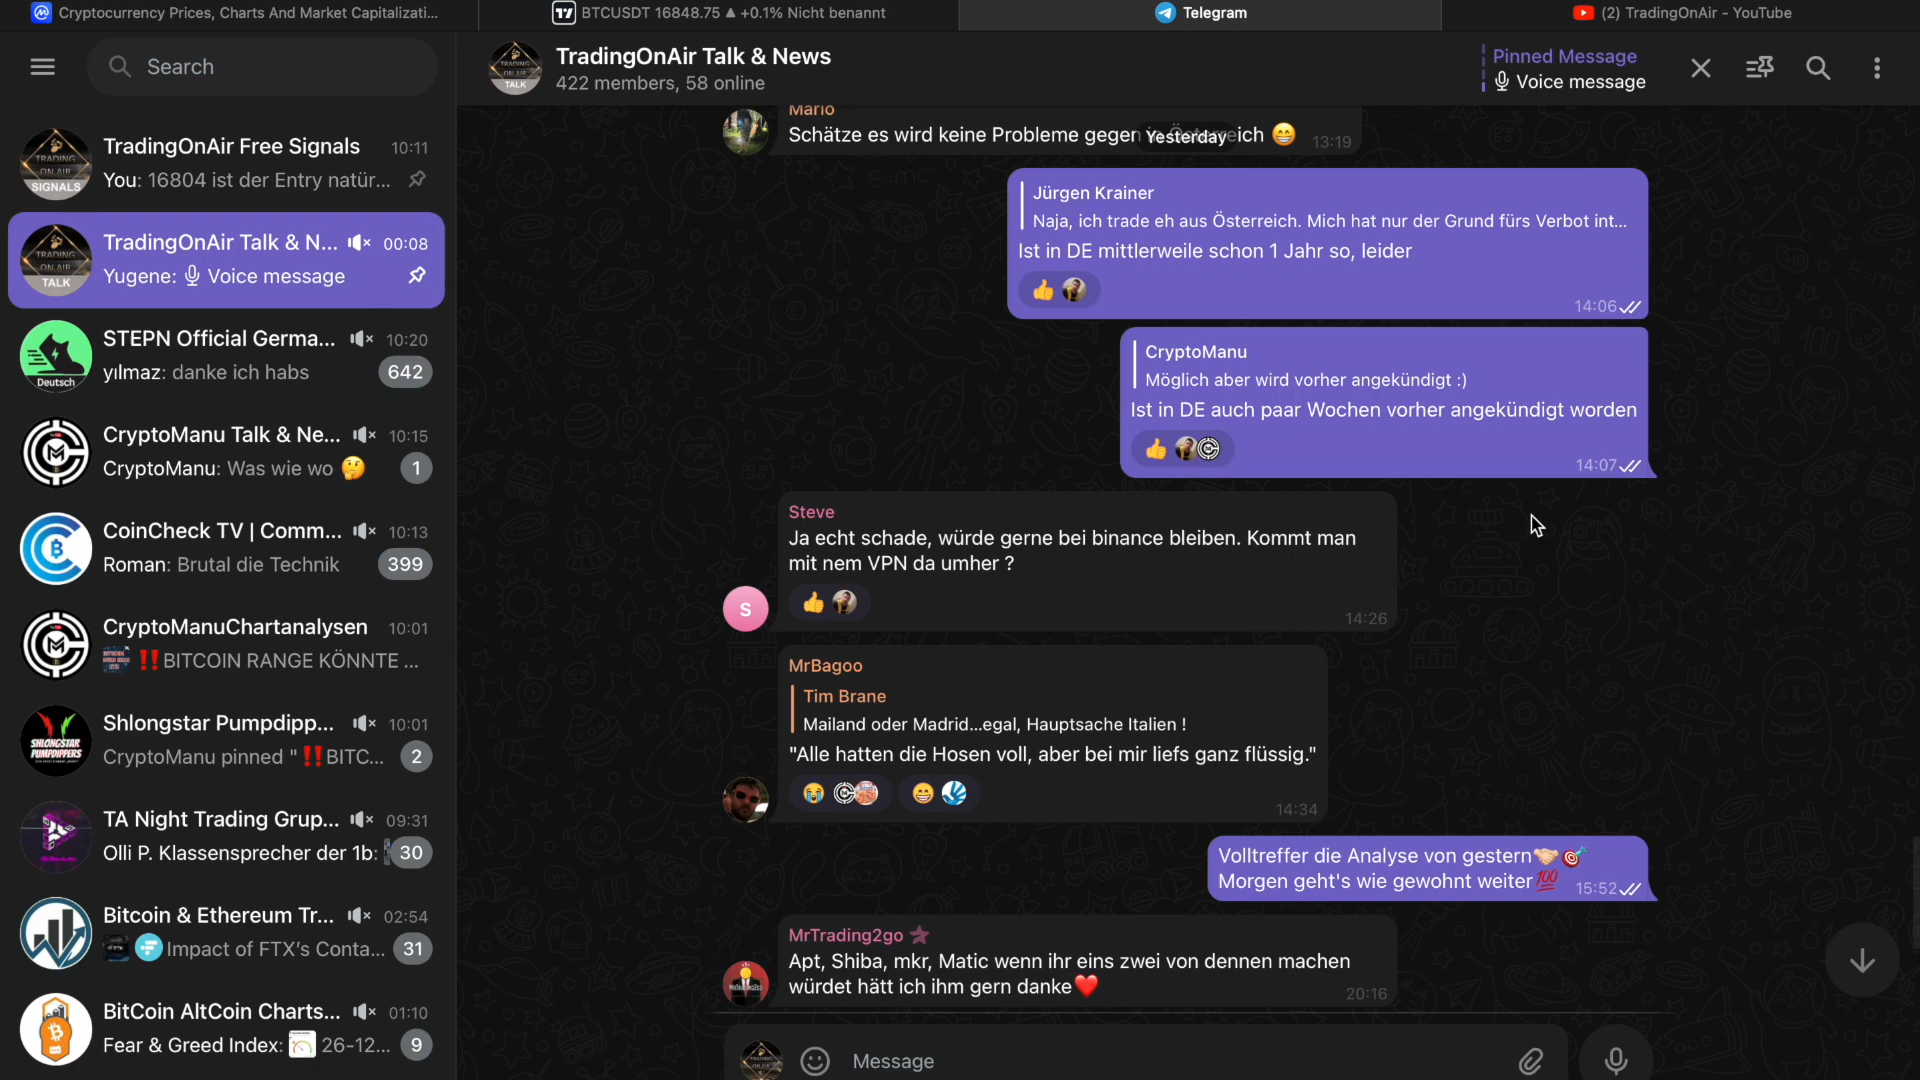 Cryptocurrency Prices, Charts And Market Capitalizati...
BTCUSDT 16848.75 ▲ +0.1% Nicht benannt
Telegram
(2) TradingOnAir - YouTube
Search
TradingOnAir Talk & News
422 members, 58 online
Pinned Message
Voice message
TradingOnAir Free Signals 10:11
You: 16804 ist der Entry natür...
TRADING
ON AIR
SIGNALS
TradingOnAir Talk & N... 00:08
Yugene: Voice message
TRADING
ON AIR
TALK
STEPN Official Germa... 10:20
yılmaz: danke ich habs 642
Deutsch
CryptoManu Talk & Ne... 10:15
CryptoManu: Was wie wo 🤔 1
CoinCheck TV | Comm... 10:13
Roman: Brutal die Technik 399
CryptoManuChartanalysen 10:01
‼️BITCOIN RANGE KÖNNTE ...
Shlongstar Pumpdipp... 10:01
CryptoManu pinned "‼️BITC... 2
SHLONGSTAR
PUMPDIPPERS
TA Night Trading Grup... 09:31
Olli P. Klassensprecher der 1b: 30
Bitcoin & Ethereum Tr... 02:54
Impact of FTX's Conta... 31
BitCoin AltCoin Charts... 01:10
Fear & Greed Index: 26-12... 9
Mario
Schätze es wird keine Probleme gegen in Österreich 😁 13:19
Yesterday
Jürgen Krainer
Naja, ich trade eh aus Österreich. Mich hat nur der Grund fürs Verbot int...
Ist in DE mittlerweile schon 1 Jahr so, leider
👍
14:06
CryptoManu
Möglich aber wird vorher angekündigt :)
Ist in DE auch paar Wochen vorher angekündigt worden
👍
14:07
Steve
Ja echt schade, würde gerne bei binance bleiben. Kommt man
mit nem VPN da umher ?
S
👍
14:26
MrBagoo
Tim Brane
Mailand oder Madrid...egal, Hauptsache Italien !
"Alle hatten die Hosen voll, aber bei mir liefs ganz flüssig."
😭 😁
14:34
Volltreffer die Analyse von gestern🤝🎯
Morgen geht's wie gewohnt weiter💯 15:52
MrTrading2go
Apt, Shiba, mkr, Matic wenn ihr eins zwei von dennen machen
würdet hätt ich ihm gern danke❤️ 20:16
Message